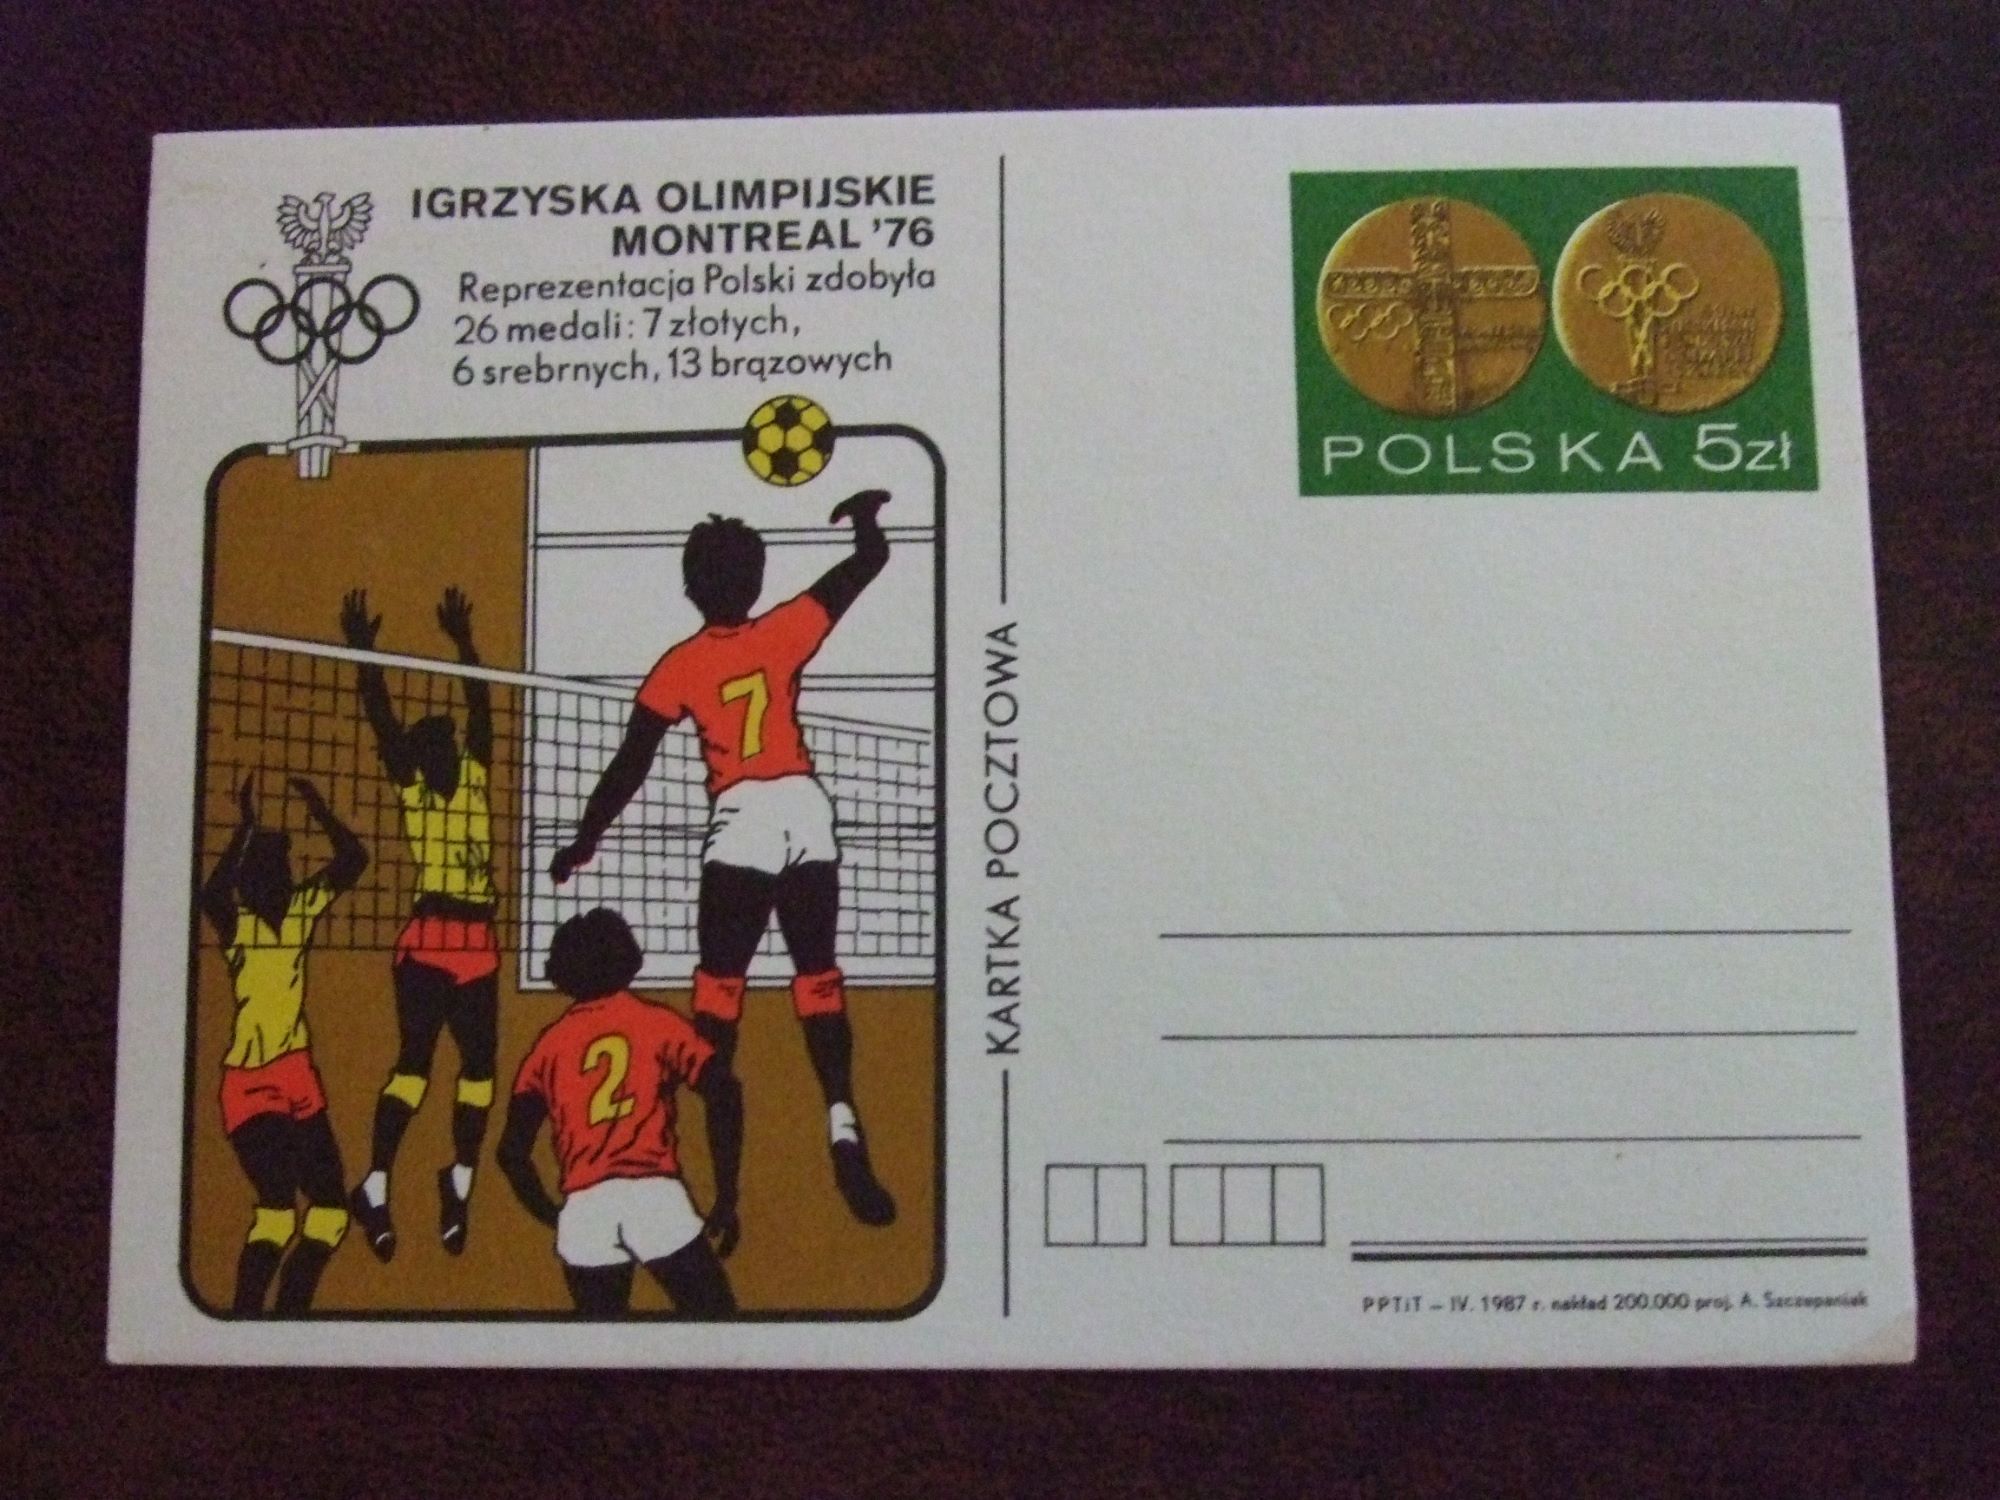 IGRZYSKA OLIMPIJSKIE
MONTREAL '76
Reprezentacja Polski zdobyła
26 medali: 7 złotych,
6 srebrnych, 13 brązowych
7
2
KARTKA POCZTOWA
POLSKA 5zł
PPTiT – IV. 1987 r. nakład 200.000 proj. A. Szczepaniak